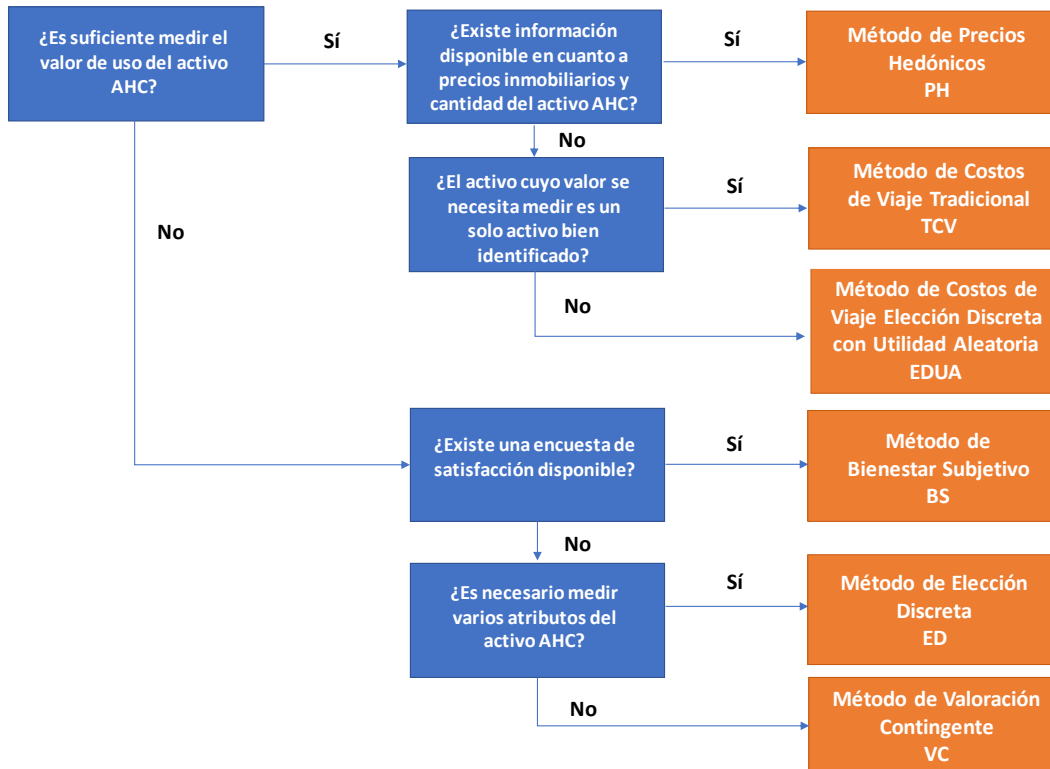 ¿Es suficiente medir el
valor de uso del activo
AHC?
Sí
¿Existe información
disponible en cuanto a
precios inmobiliarios y
cantidad del activo AHC?
Sí
Método de Precios
Hedónicos
PH
No
¿El activo cuyo valor se
necesita medir es un
solo activo bien
identificado?
Sí
Método de Costos
de Viaje Tradicional
TCV
No
No
Método de Costos de
Viaje Elección Discreta
con Utilidad Aleatoria
EDUA
¿Existe una encuesta de
satisfacción disponible?
Sí
Método de
Bienestar Subjetivo
BS
No
¿Es necesario medir
varios atributos del
activo AHC?
Sí
Método de Elección
Discreta
ED
No
Método de Valoración
Contingente
VC